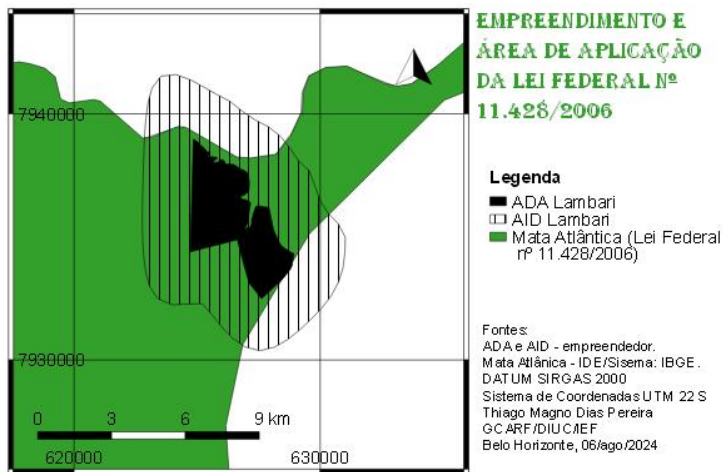 EMPREENDIMENTO E
ÁREA DE APLICAÇÃO
DA LEI FEDERAL Nº
11.428/2006
Legenda
ADA Lambari
AID Lambari
Mata Atlântica (Lei Federal
nº 11.428/2006)
Fontes:
ADA e AID - empreendedor.
Mata Atlânica - IDE/Sisema: IBGE.
DATUM SIRGAS 2000
Sistema de Coordenadas UTM 22 S
Thiago Magno Dias Pereira
GCARF/DIUC/IEF
Belo Horizonte, 06/ago/2024
7940000
7930000
0 3 6 9 km
620000 630000